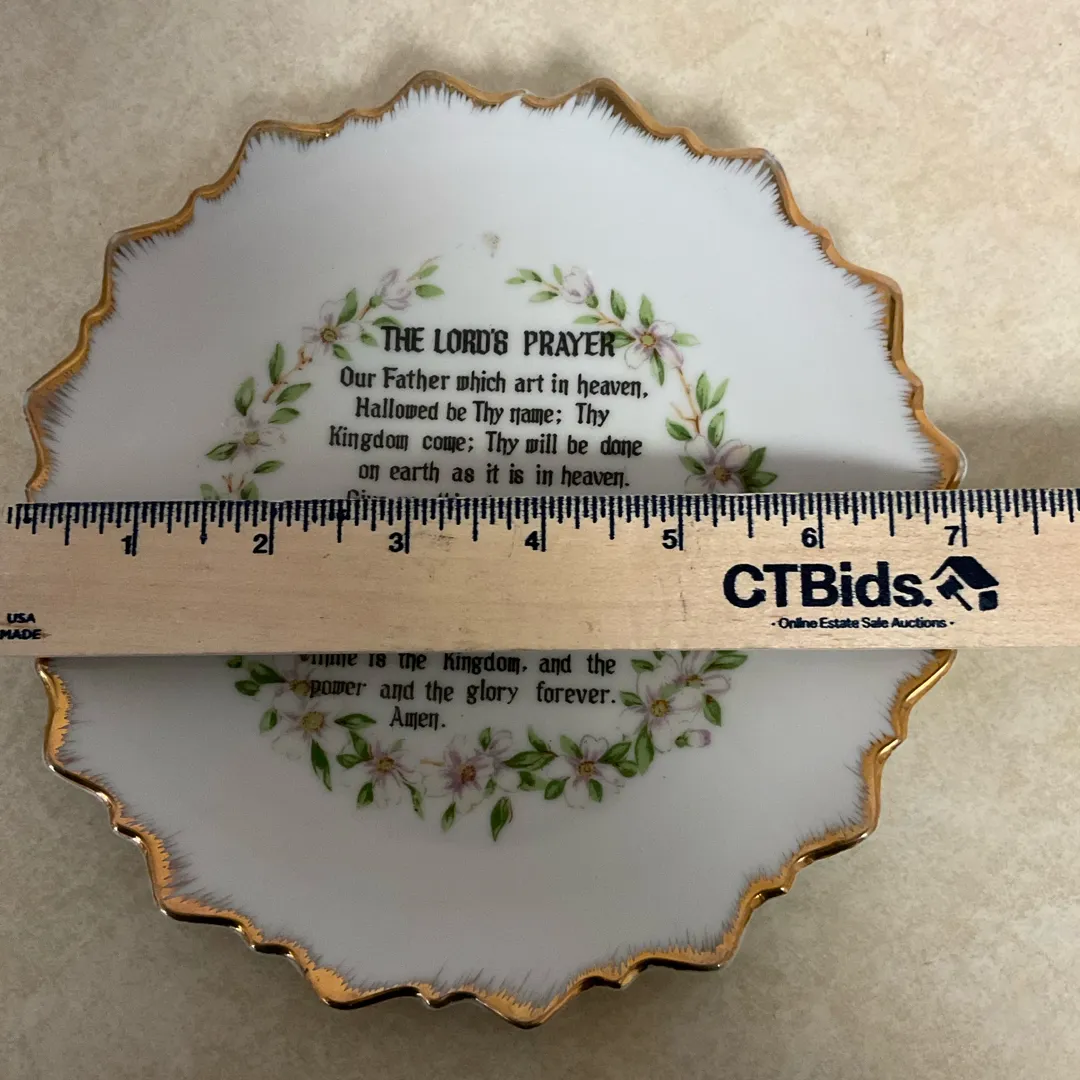 THE LORD'S PRAYER
Our Father which art in heaven,
Hallowed be Thy name; Thy
Kingdom come; Thy will be done
on earth as it is in heaven.
1 2 3 4 5 6 7
CTBids.
USA
MADE
· Online Estate Sale Auctions ·
is the Kingdom, and the
power and the glory forever.
Amen.